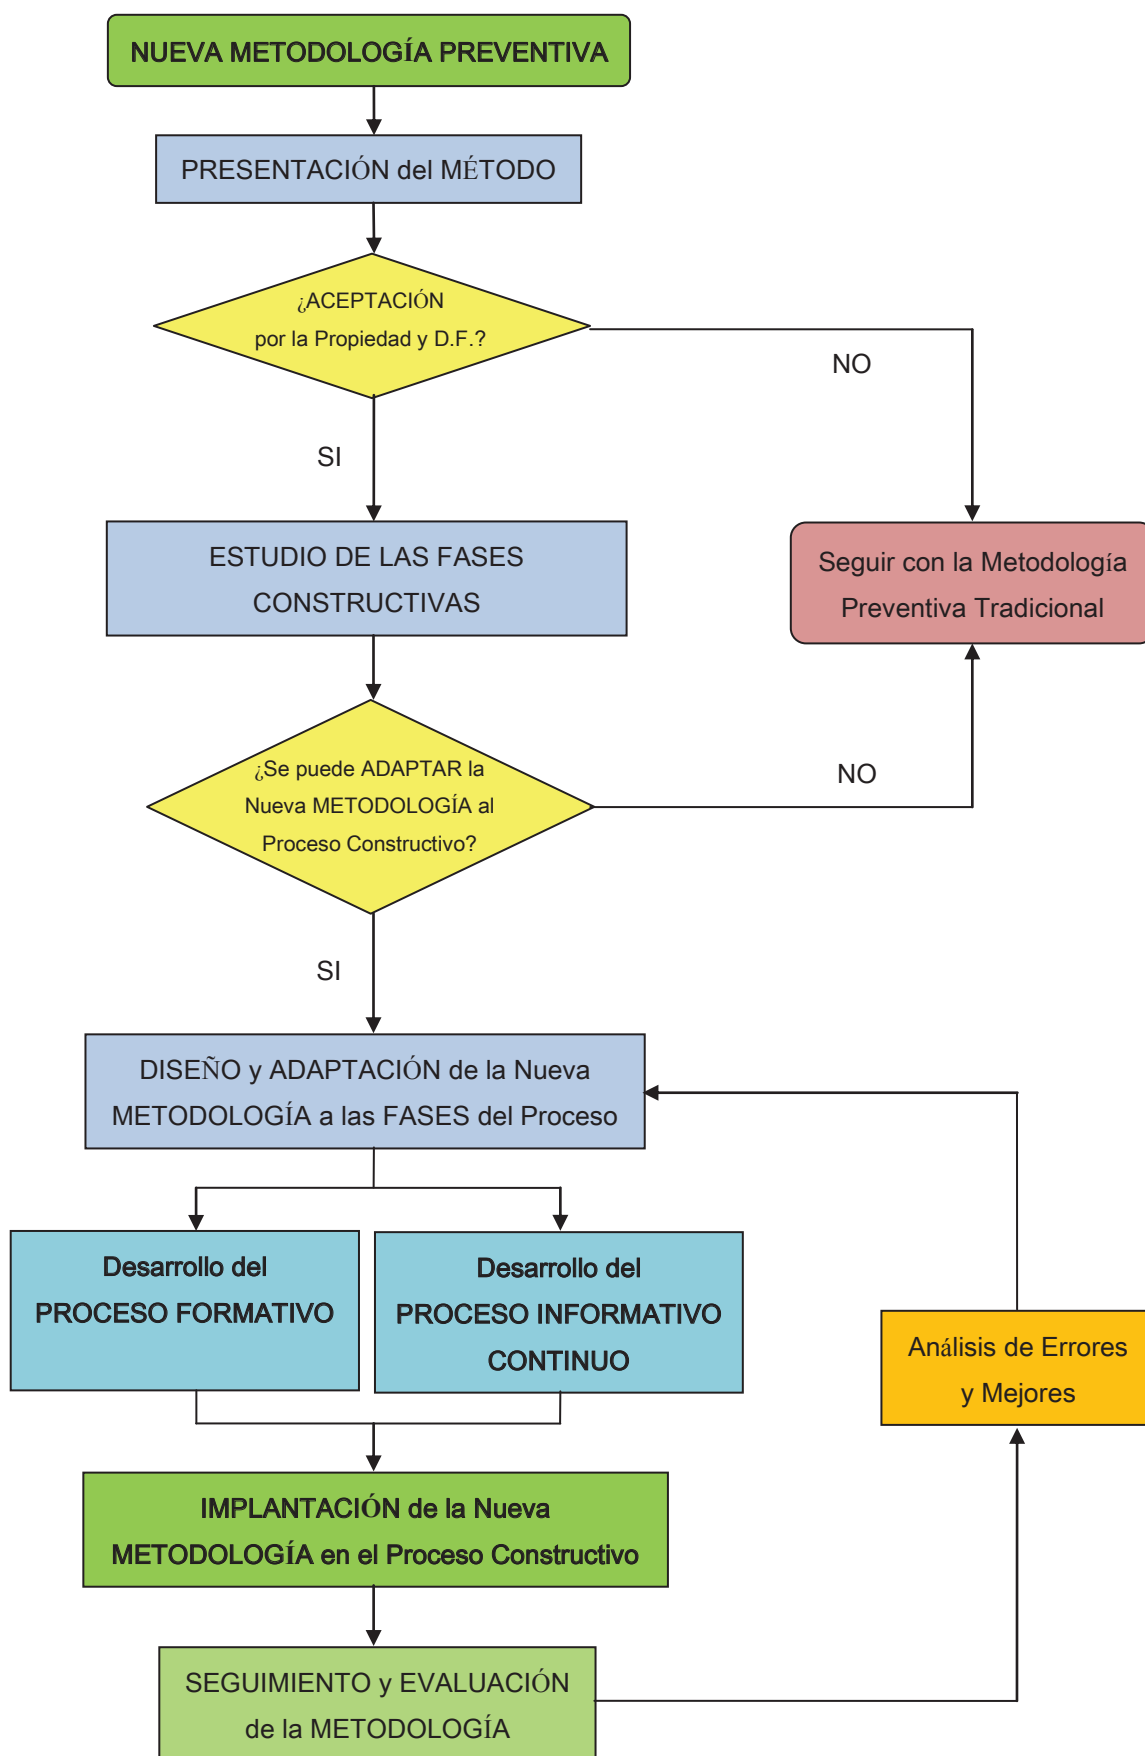 NUEVA METODOLOGÍA PREVENTIVA
PRESENTACIÓN del MÉTODO
¿ACEPTACIÓN
por la Propiedad y D.F.?
NO
SI
ESTUDIO DE LAS FASES
CONSTRUCTIVAS
Seguir con la Metodología
Preventiva Tradicional
¿Se puede ADAPTAR la
Nueva METODOLOGÍA al
Proceso Constructivo?
NO
SI
DISEÑO y ADAPTACIÓN de la Nueva
METODOLOGÍA a las FASES del Proceso
Desarrollo del
PROCESO FORMATIVO
Desarrollo del
PROCESO INFORMATIVO
CONTINUO
Análisis de Errores
y Mejores
IMPLANTACIÓN de la Nueva
METODOLOGÍA en el Proceso Constructivo
SEGUIMIENTO y EVALUACIÓN
de la METODOLOGÍA